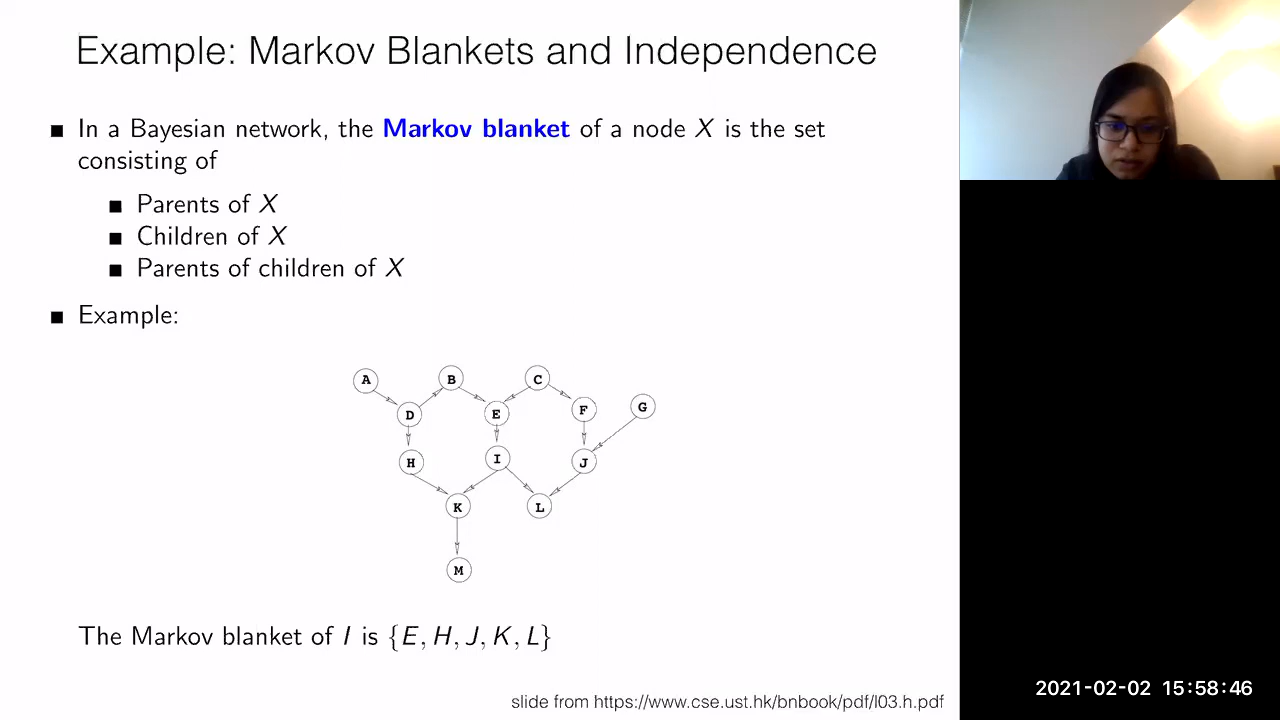 Example: Markov Blankets and Independence
In a Bayesian network, the Markov blanket of a node X is the set
consisting of
Parents of X
Children of X
Parents of children of X
Example:
A
B
C
D
E
F
G
H
I
J
K
L
M
The Markov blanket of I is {E, H, J, K, L}
slide from https://www.cse.ust.hk/bnbook/pdf/l03.h.pdf
2021-02-02 15:58:46